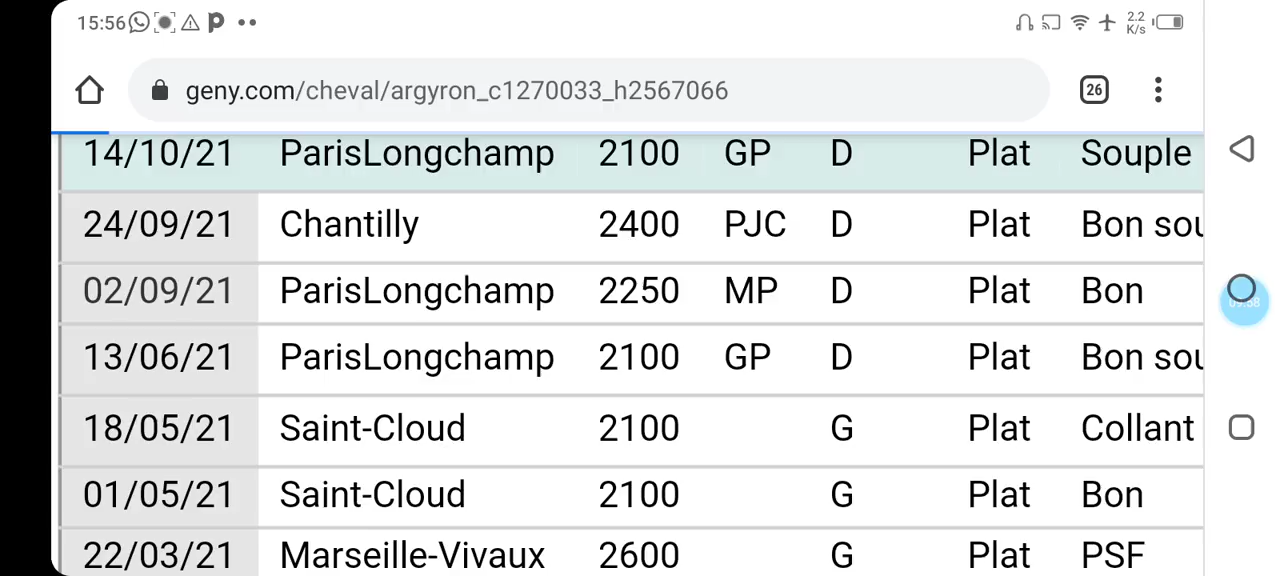 15:56 2.2 K/s
geny.com/cheval/argyron_c1270033_h2567066 26
14/10/21 ParisLongchamp 2100 GP D Plat Souple
24/09/21 Chantilly 2400 PJC D Plat Bon sou
02/09/21 ParisLongchamp 2250 MP D Plat Bon
13/06/21 ParisLongchamp 2100 GP D Plat Bon sou
18/05/21 Saint-Cloud 2100 G Plat Collant
01/05/21 Saint-Cloud 2100 G Plat Bon
22/03/21 Marseille-Vivaux 2600 G Plat PSF